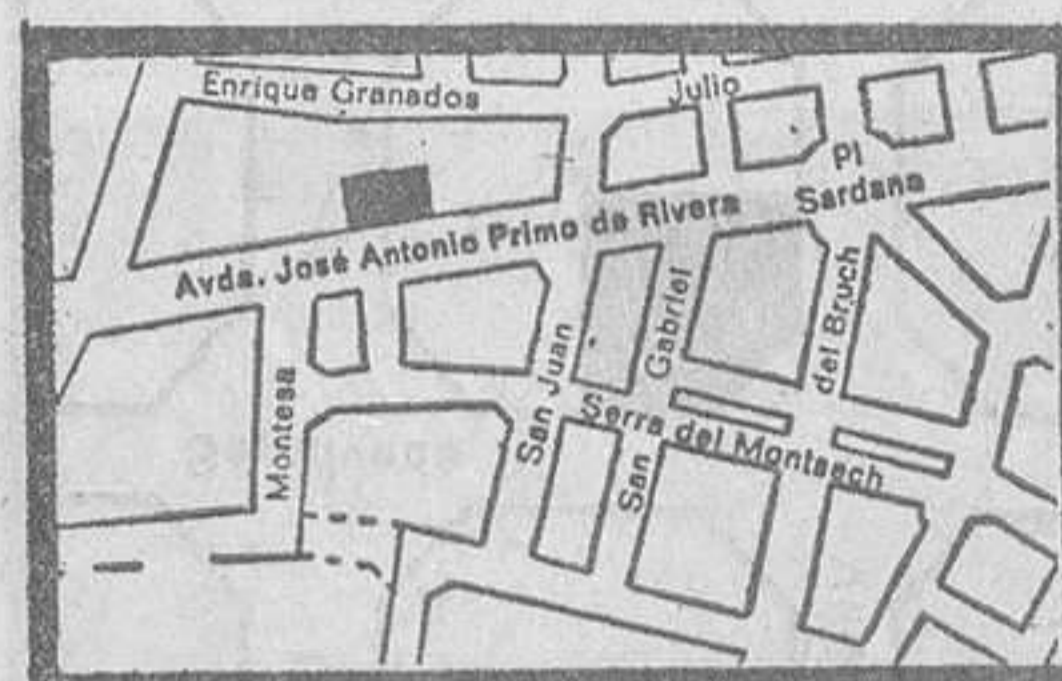 Enrique Granados
Julio
Pl
Sardana
Avda. José Antonio Primo de Rivera
Montesa
San Juan
San Gabriel
del Bruch
Serra del Montsech